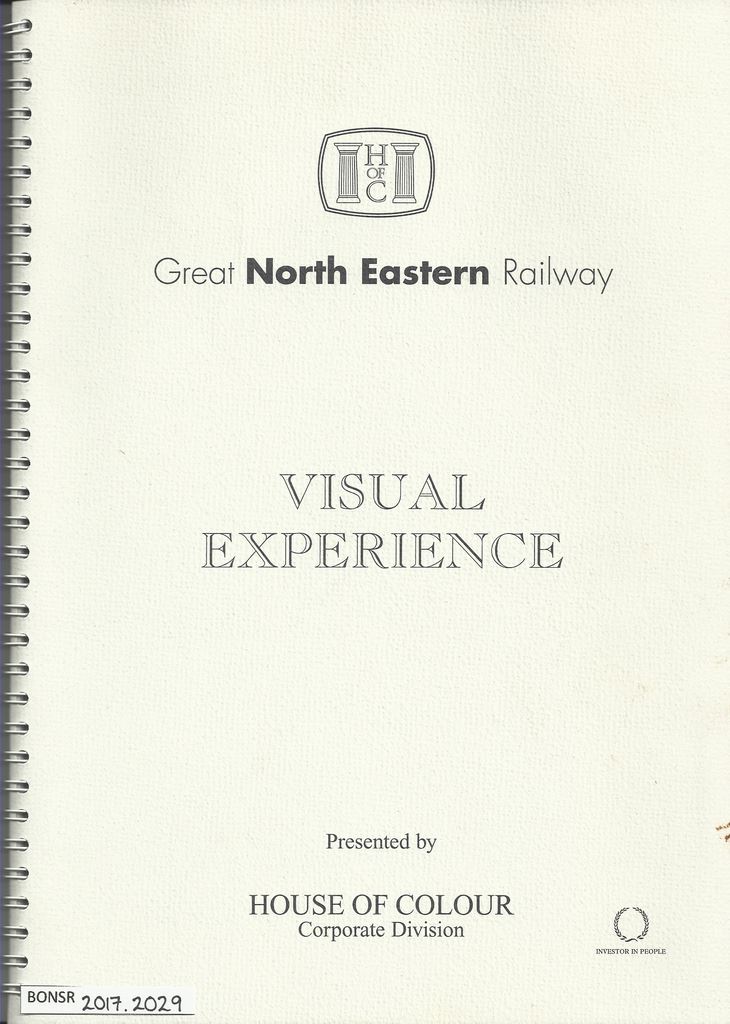 H
OF
C
Great North Eastern Railway
VISUAL
EXPERIENCE
Presented by
HOUSE OF COLOUR
Corporate Division
INVESTOR IN PEOPLE
BONSR 2017.2029